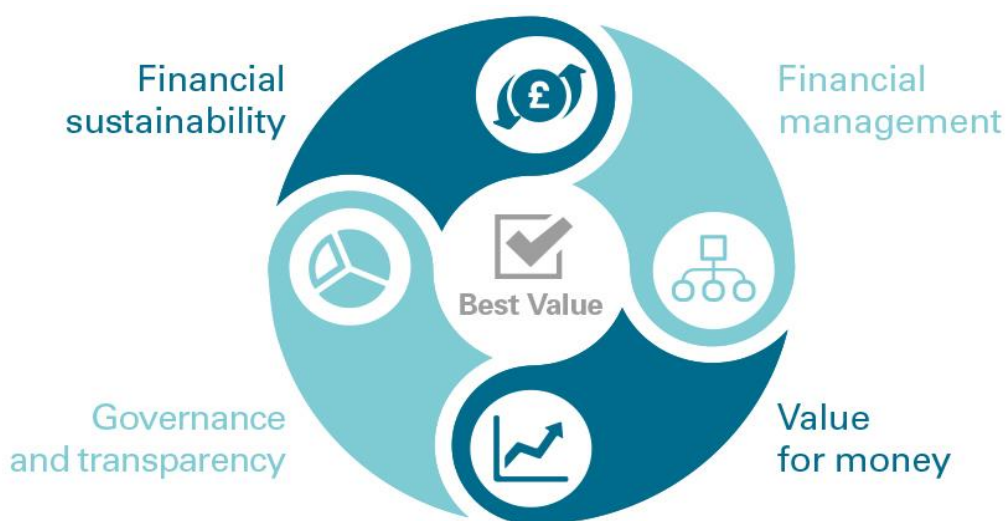 Financial
sustainability
Financial
management
£
Best Value
Governance
and transparency
Value
for money